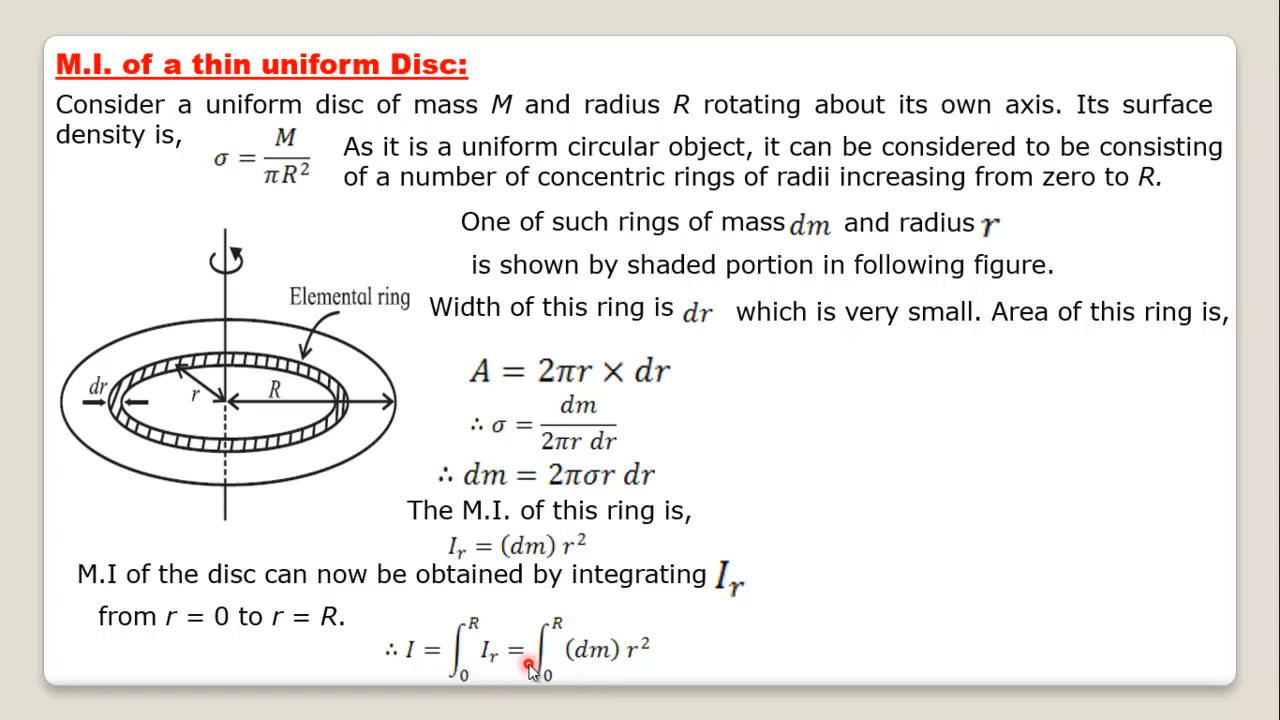 M.I. of a thin uniform Disc:
Consider a uniform disc of mass M and radius R rotating about its own axis. Its surface
density is,
σ = M / πR²
As it is a uniform circular object, it can be considered to be consisting
of a number of concentric rings of radii increasing from zero to R.
One of such rings of mass dm and radius r
is shown by shaded portion in following figure.
Elemental ring
dr
r
R
Width of this ring is dr which is very small. Area of this ring is,
A = 2πr × dr
∴ σ = dm / 2πr dr
∴ dm = 2πσr dr
The M.I. of this ring is,
Iᵣ = (dm) r²
M.I of the disc can now be obtained by integrating Iᵣ
from r = 0 to r = R.
∴ I = ∫₀ᴿ Iᵣ = ∫₀ᴿ (dm) r²